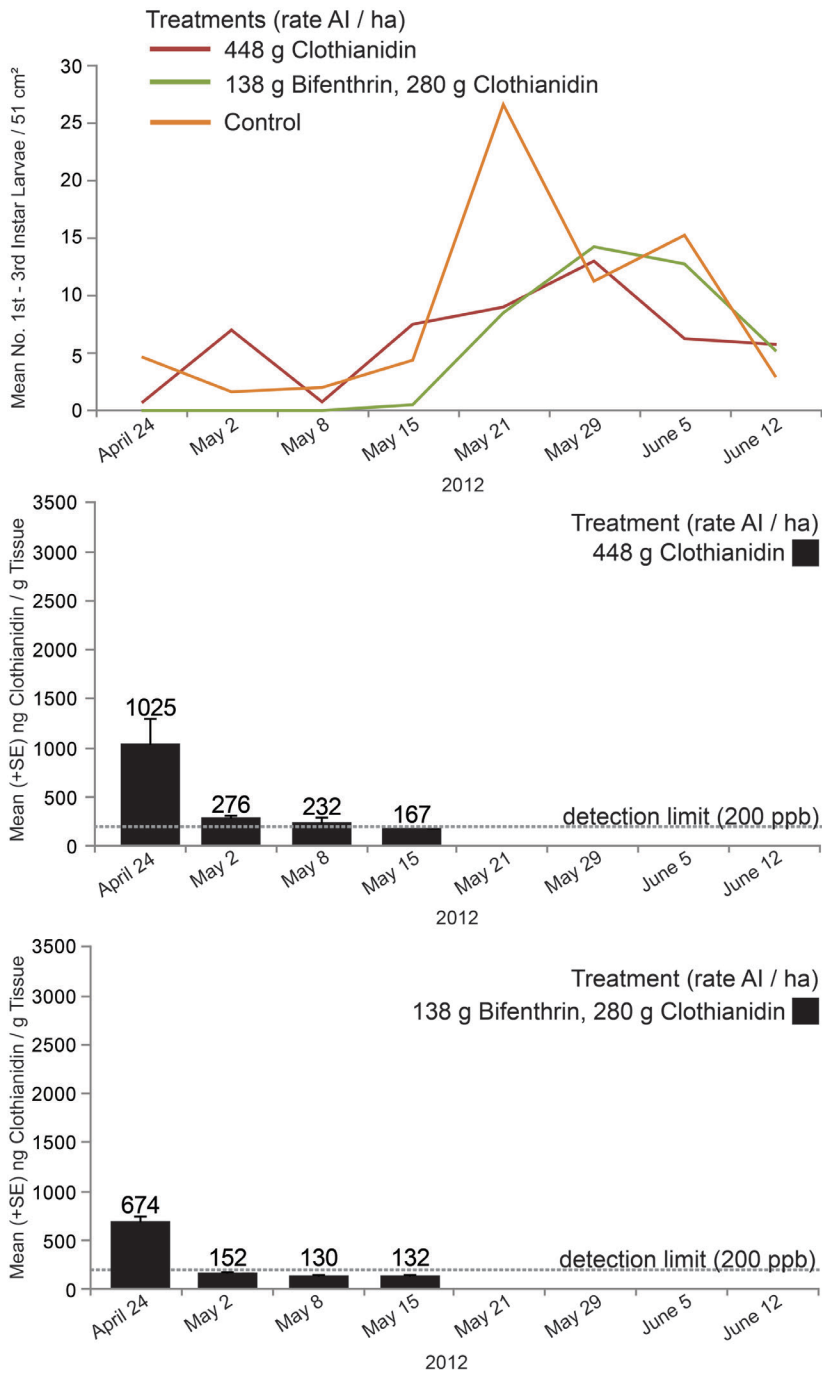 Treatments (rate AI / ha)
448 g Clothianidin
138 g Bifenthrin, 280 g Clothianidin
Control
Mean No. 1st - 3rd Instar Larvae / 51 cm²
30
25
20
15
10
5
0
April 24
May 2
May 8
May 15
May 21
May 29
June 5
June 12
2012
Treatment (rate AI / ha)
448 g Clothianidin
Mean (+SE) ng Clothianidin / g Tissue
3500
3000
2500
2000
1500
1000
500
0
1025
276
232
167
detection limit (200 ppb)
April 24
May 2
May 8
May 15
May 21
May 29
June 5
June 12
2012
Treatment (rate AI / ha)
138 g Bifenthrin, 280 g Clothianidin
Mean (+SE) ng Clothianidin / g Tissue
3500
3000
2500
2000
1500
1000
500
0
674
152
130
132
detection limit (200 ppb)
April 24
May 2
May 8
May 15
May 21
May 29
June 5
June 12
2012